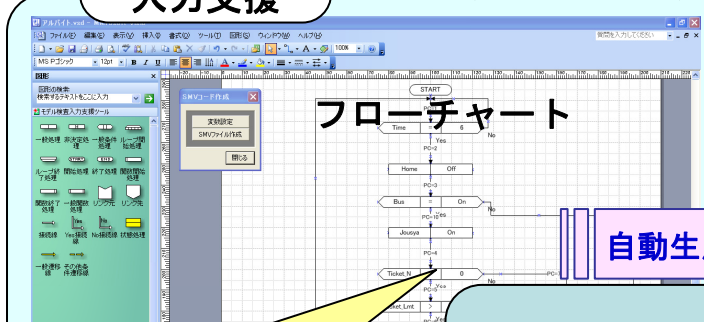 入力支援
アルバイト.vsd - Microsoft Visio
ファイル(F) 編集(E) 表示(V) 挿入(I) 書式(O) ツール(T) 図形(S) ウィンドウ(W) ヘルプ(H)
質問を入力してください
100%
MS Pゴシック 12pt B I U
図形
図形の検索
検索するテキストをここに入力
モデル検査入力支援ツール
一般処理 非決定処理 一般条件処理 ループ開始処理
ループ終了処理 開始処理 終了処理 関数開始処理
関数終了処理 一般関数処理 リンク元 リンク先
接続線 Yes接続線 No接続線 状態処理
一般遷移線 その他条件遷移線
SMVコード作成
変数設定
SMVファイル作成
閉じる
フローチャート
START
Time = 6
Yes
No
PC=2
Home Off
PC=3
Bus = On
Yes
No
Jousya On
PC=4
Ticket_N 0
No
PC=5
自動生